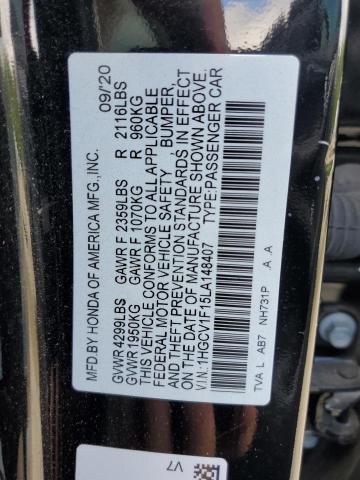 MFD BY HONDA OF AMERICA MFG.,INC. 09/20
GVWR 4299LBS GAWR F 2359LBS R 2116LBS
GVWR 1950KG GAWR F 1070KG R 960KG
THIS VEHICLE CONFORMS TO ALL APPLICABLE
FEDERAL MOTOR VEHICLE SAFETY BUMPER,
AND THEFT PREVENTION STANDARDS IN EFFECT
ON THE DATE OF MANUFACTURE SHOWN ABOVE.
V.I.N.:1HGCV1F15LA148407 TYPE:PASSENGER CAR
TVA L AB7 NH731P A A
V7